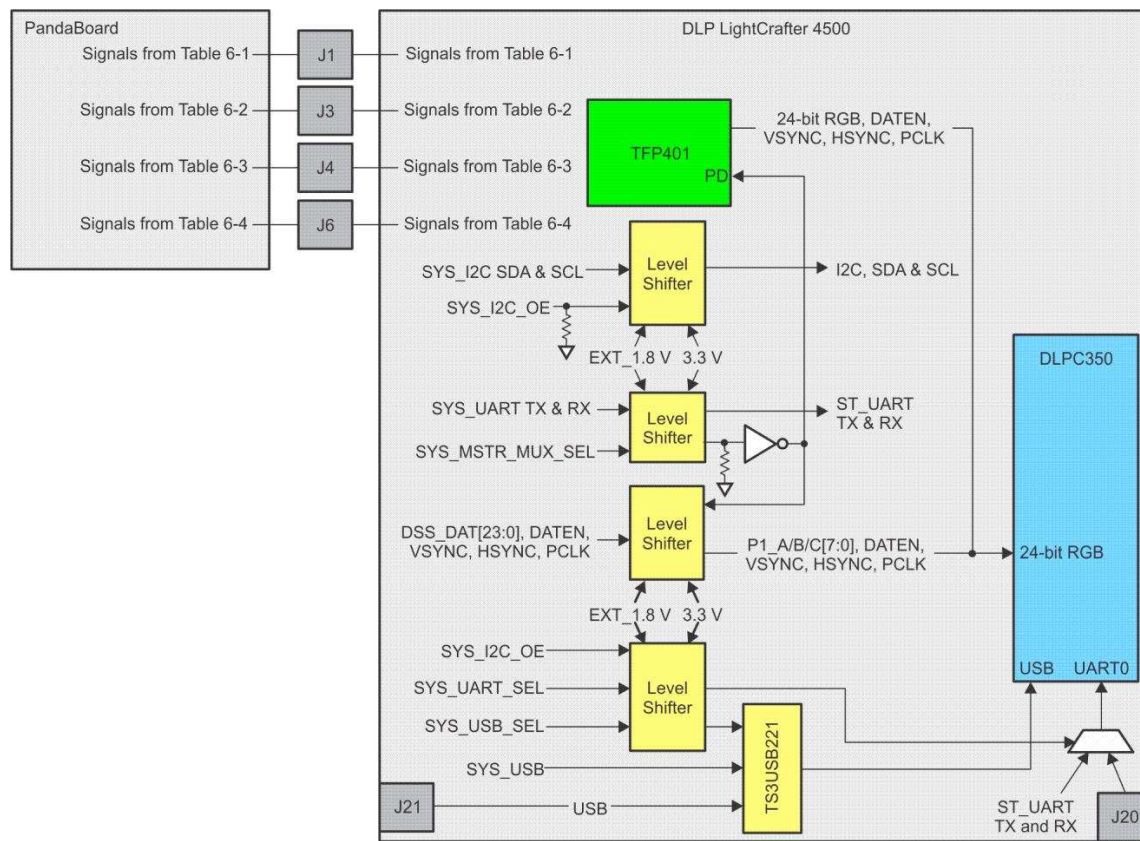 PandaBoard
DLP LightCrafter 4500
Signals from Table 6-1
J1
Signals from Table 6-1
Signals from Table 6-2
J3
Signals from Table 6-2
Signals from Table 6-3
J4
Signals from Table 6-3
Signals from Table 6-4
J6
Signals from Table 6-4
TFP401
PD
24-bit RGB, DATEN,
VSYNC, HSYNC, PCLK
SYS_I2C SDA & SCL
SYS_I2C_OE
Level
Shifter
I2C, SDA & SCL
EXT_1.8 V
3.3 V
SYS_UART TX & RX
SYS_MSTR_MUX_SEL
Level
Shifter
ST_UART
TX & RX
DSS_DAT[23:0], DATEN,
VSYNC, HSYNC, PCLK
Level
Shifter
P1_A/B/C[7:0], DATEN,
VSYNC, HSYNC, PCLK
DLPC350
24-bit RGB
USB
UART0
EXT_1.8 V
3.3 V
SYS_I2C_OE
SYS_UART_SEL
SYS_USB_SEL
Level
Shifter
SYS_USB
TS3USB221
J21
USB
ST_UART
TX and RX
J20